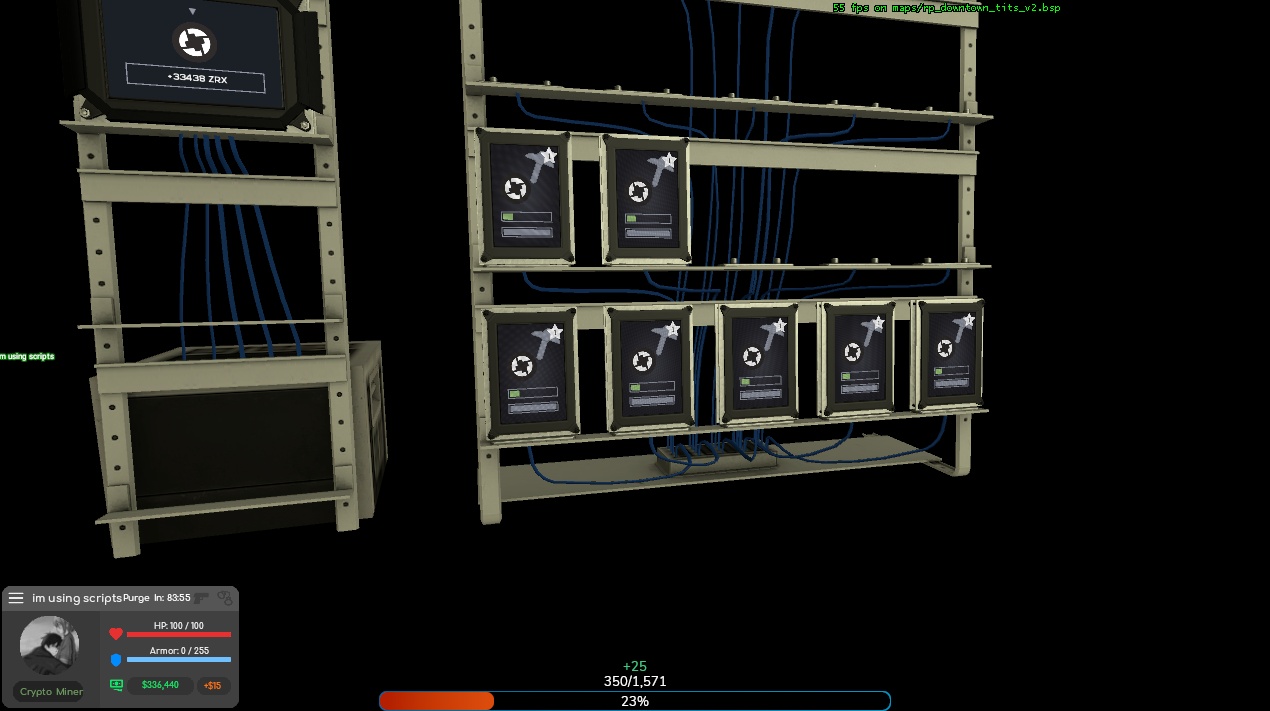 55 fps on maps/rp_downtown_tits_v2.bsp
+33438 ZRX
m using scripts
im using scripts Purge In: 83:55
HP: 100 / 100
Armor: 0 / 255
$336,440 +$15
Crypto Miner
+25
350/1,571
23%